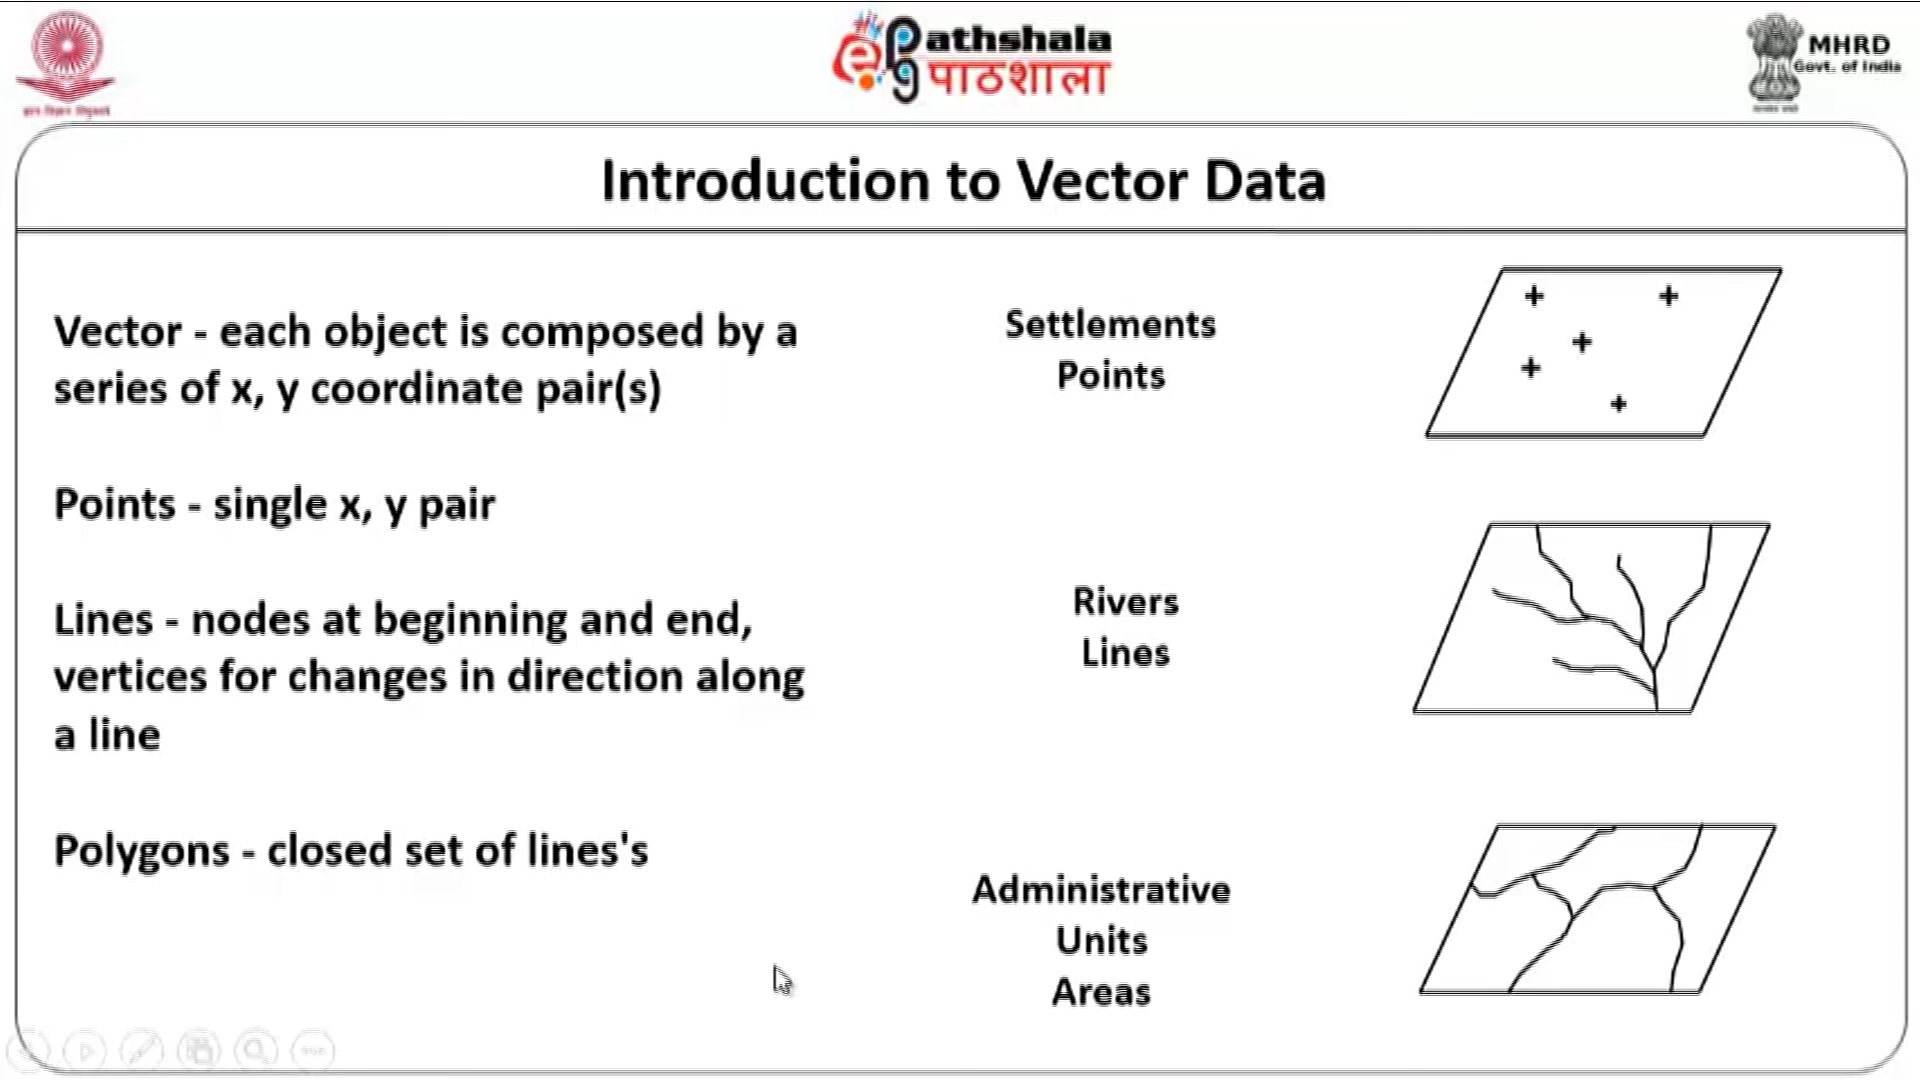 ePathshala
पाठशाला
MHRD
Govt. of India
Introduction to Vector Data
Vector - each object is composed by a
series of x, y coordinate pair(s)
Points - single x, y pair
Lines - nodes at beginning and end,
vertices for changes in direction along
a line
Polygons - closed set of lines's
Settlements
Points
Rivers
Lines
Administrative
Units
Areas